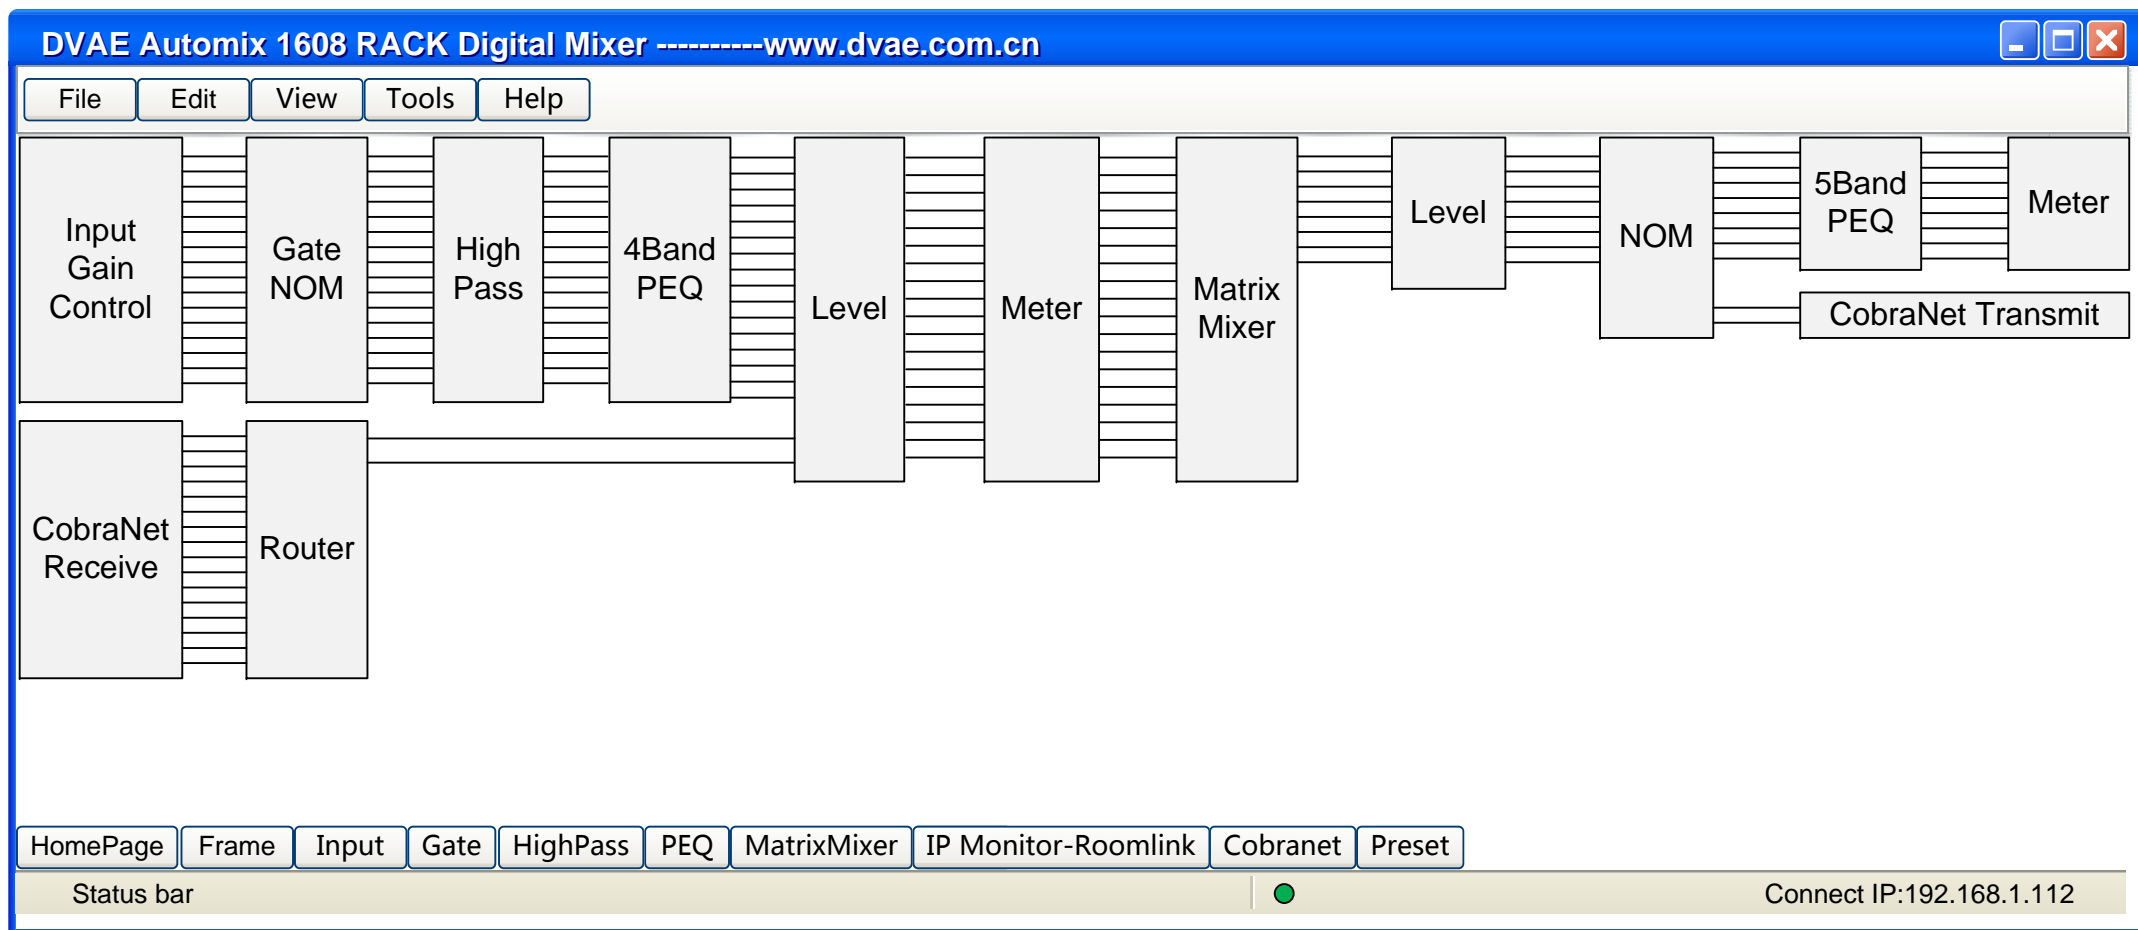 DVAE Automix 1608 RACK Digital Mixer ----------www.dvae.com.cn
File Edit View Tools Help
Input
Gain
Control
Gate
NOM
High
Pass
4Band
PEQ
Level
Meter
Matrix
Mixer
Level
NOM
5Band
PEQ
Meter
CobraNet Transmit
CobraNet
Receive
Router
HomePage Frame Input Gate HighPass PEQ MatrixMixer IP Monitor-Roomlink Cobranet Preset
Status bar Connect IP:192.168.1.112